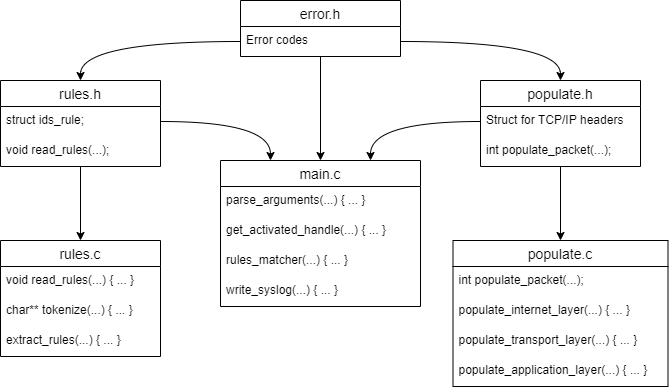 error.h
Error codes
rules.h
struct ids_rule;
void read_rules(...);
populate.h
Struct for TCP/IP headers
int populate_packet(...);
main.c
parse_arguments(...) { ... }
get_activated_handle(...) { ... }
rules_matcher(...) { ... }
write_syslog(...) { ... }
rules.c
void read_rules(...) { ... }
char** tokenize(...) { ... }
extract_rules(...) { ... }
populate.c
int populate_packet(...);
populate_internet_layer(...) { ... }
populate_transport_layer(...) { ... }
populate_application_layer(...) { ... }